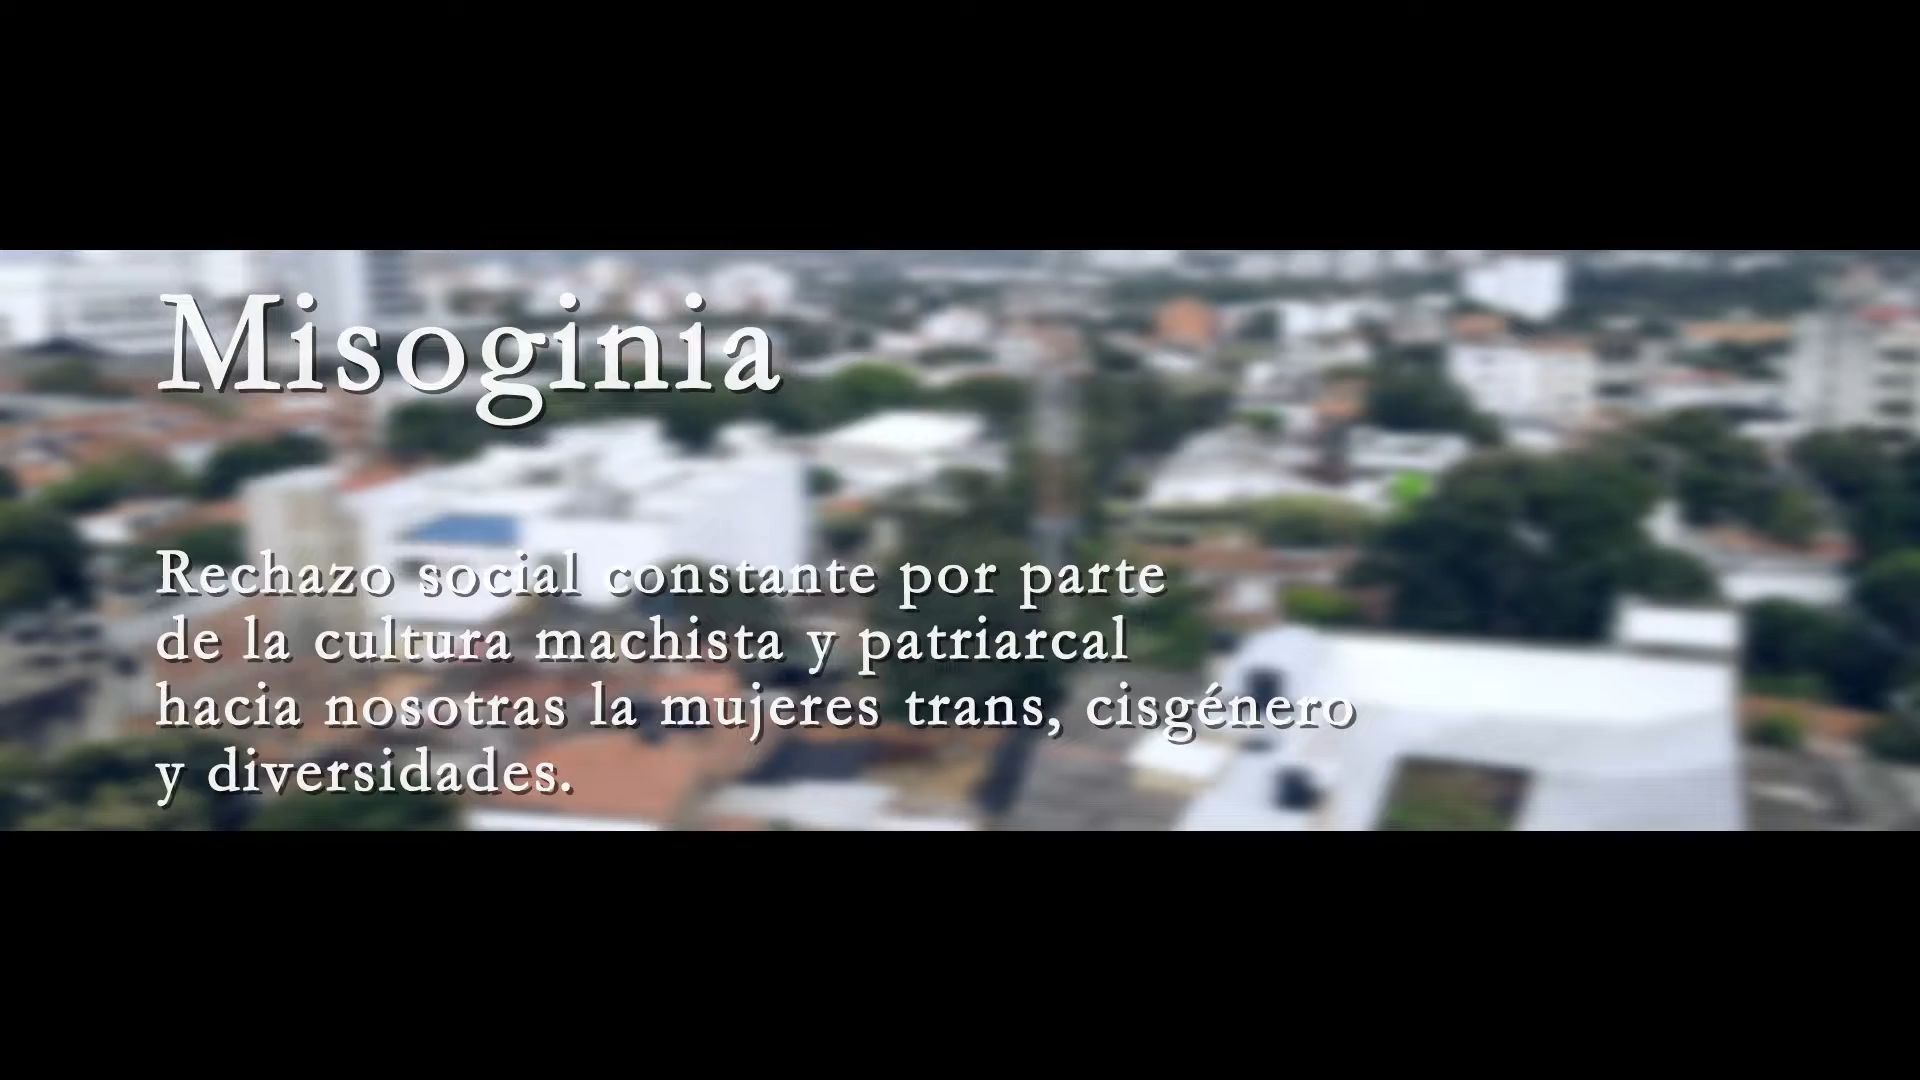 Misoginia
Rechazo social constante por parte
de la cultura machista y patriarcal
hacia nosotras la mujeres trans, cisgénero
y diversidades.